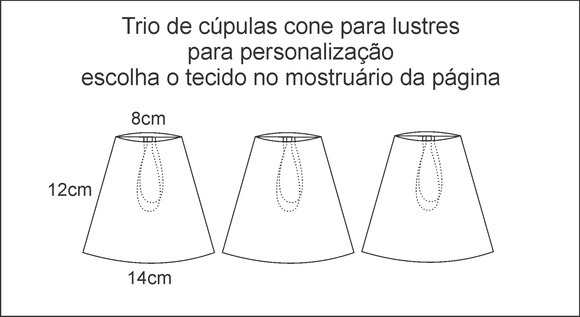 Trio de cúpulas cone para lustres
para personalização
escolha o tecido no mostruário da página
8cm
12cm
14cm